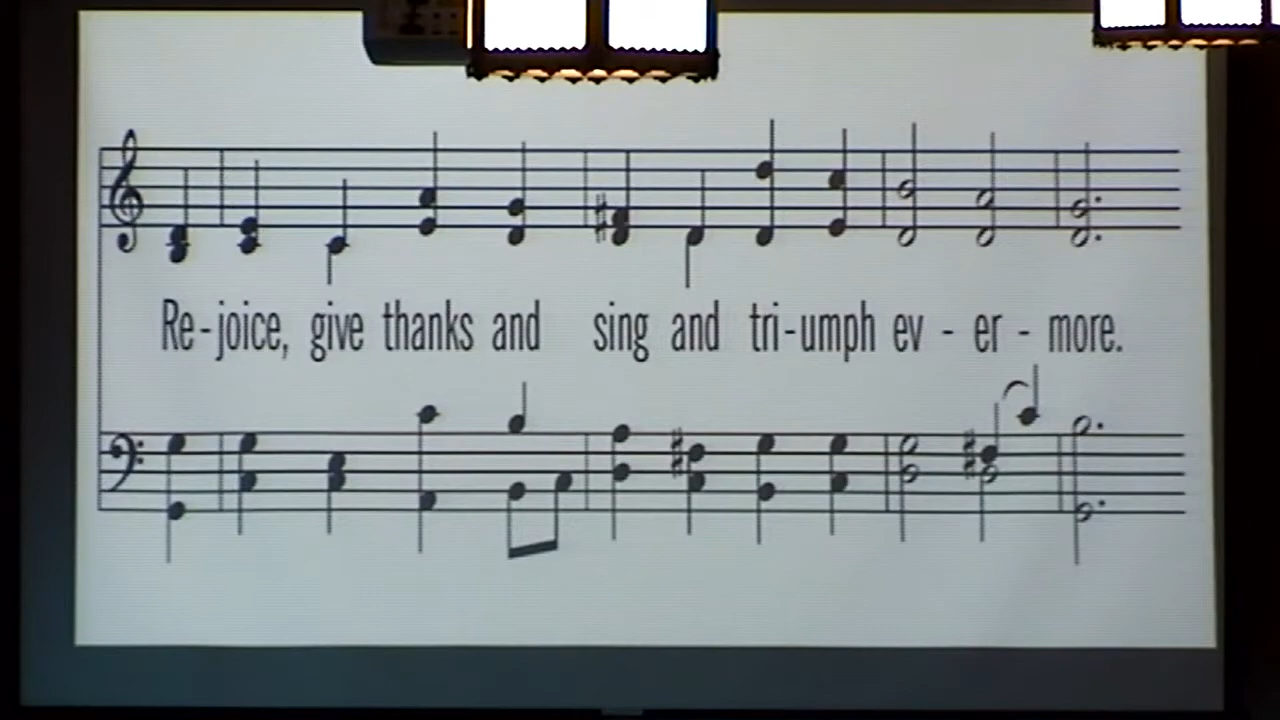 Re-joice, give thanks and sing and tri-umph ev - er - more.